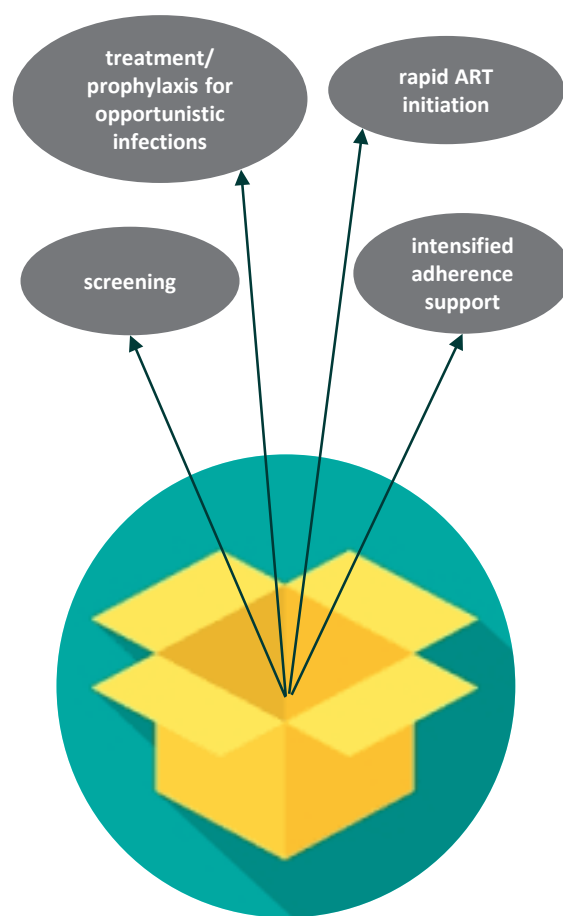 treatment/
prophylaxis for
opportunistic
infections
rapid ART
initiation
screening
intensified
adherence
support